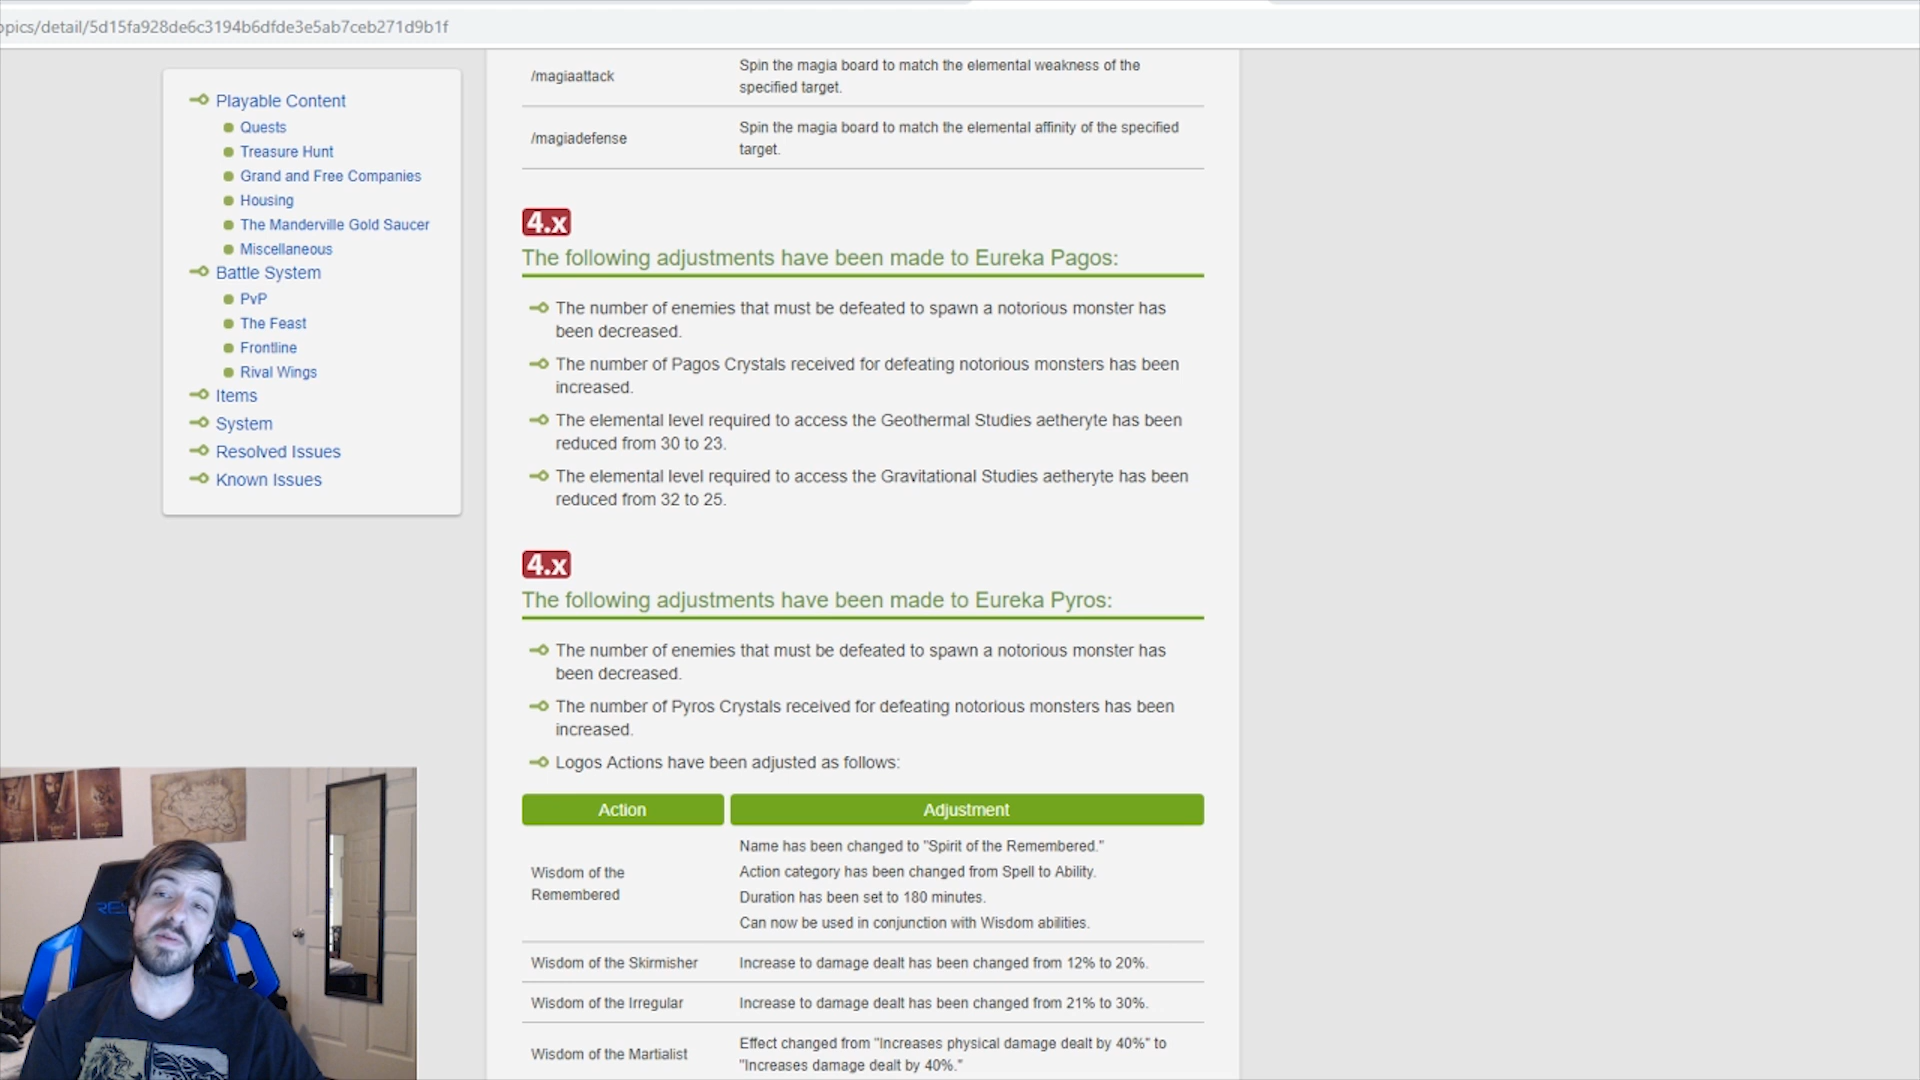 opics/detail/5d15fa928de6c3194b6dfde3e5ab7ceb271d9b1f
Playable Content
Quests
Treasure Hunt
Grand and Free Companies
Housing
The Manderville Gold Saucer
Miscellaneous
Battle System
PvP
The Feast
Frontline
Rival Wings
Items
System
Resolved Issues
Known Issues
/magiaattack
Spin the magia board to match the elemental weakness of the
specified target.
/magiadefense
Spin the magia board to match the elemental affinity of the specified
target.
4.x
The following adjustments have been made to Eureka Pagos:
The number of enemies that must be defeated to spawn a notorious monster has
been decreased.
The number of Pagos Crystals received for defeating notorious monsters has been
increased.
The elemental level required to access the Geothermal Studies aetheryte has been
reduced from 30 to 23.
The elemental level required to access the Gravitational Studies aetheryte has been
reduced from 32 to 25.
4.x
The following adjustments have been made to Eureka Pyros:
The number of enemies that must be defeated to spawn a notorious monster has
been decreased.
The number of Pyros Crystals received for defeating notorious monsters has been
increased.
Logos Actions have been adjusted as follows:
Action
Adjustment
Wisdom of the
Remembered
Name has been changed to "Spirit of the Remembered."
Action category has been changed from Spell to Ability.
Duration has been set to 180 minutes.
Can now be used in conjunction with Wisdom abilities.
Wisdom of the Skirmisher
Increase to damage dealt has been changed from 12% to 20%.
Wisdom of the Irregular
Increase to damage dealt has been changed from 21% to 30%.
Wisdom of the Martialist
Effect changed from "Increases physical damage dealt by 40%" to
"Increases damage dealt by 40%."